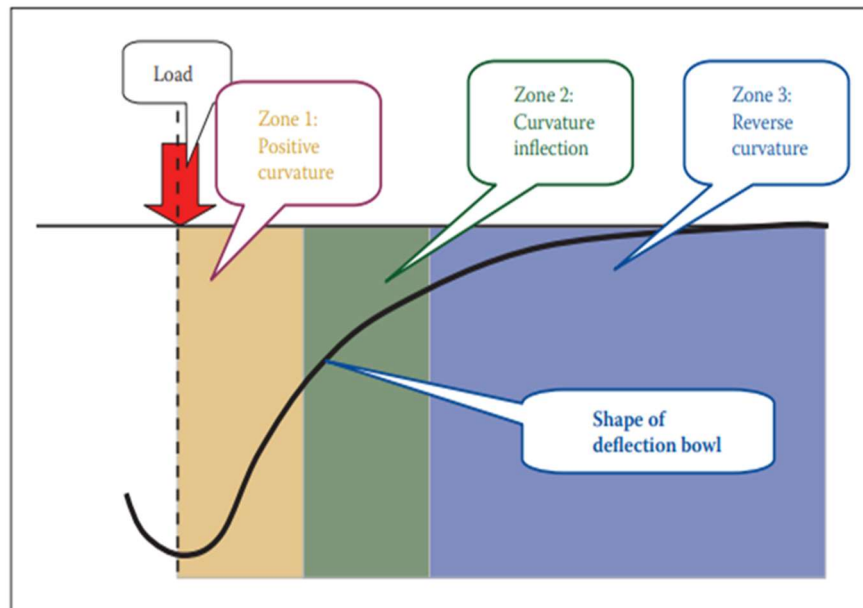 Load
Zone 1:
Positive
curvature
Zone 2:
Curvature
inflection
Zone 3:
Reverse
curvature
Shape of
deflection bowl